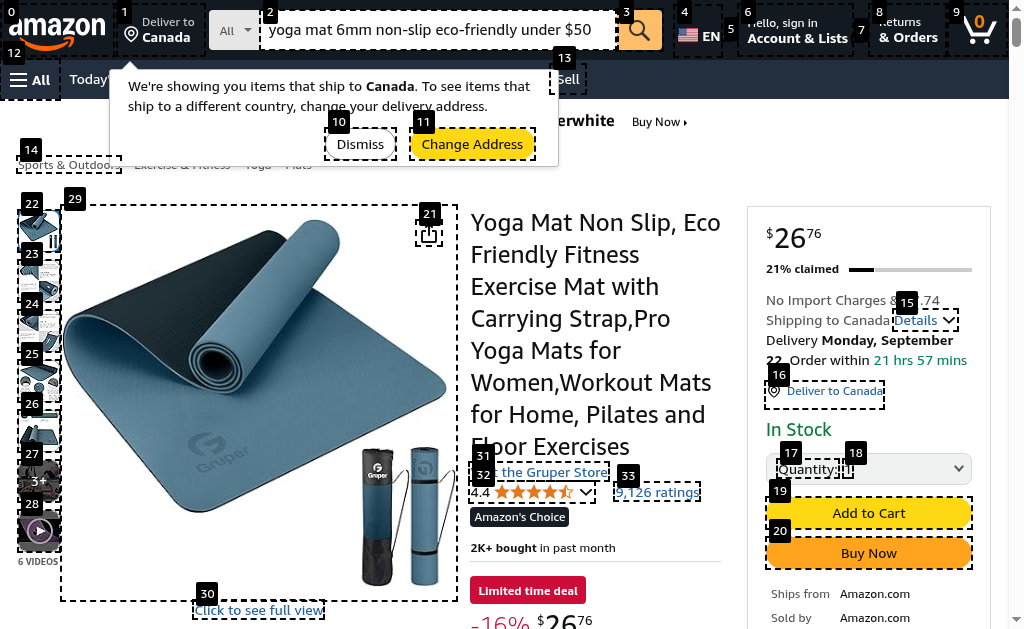 0
1
2
3
4
5
6
7
8
9
12
13
amazon
Deliver to
Canada
All
yoga mat 6mm non-slip eco-friendly under $50
EN
Hello, sign in
Account & Lists
Returns
& Orders
0
All
Today'
Sell
We're showing you items that ship to Canada. To see items that
ship to a different country, change your delivery address.
10
11
Dismiss
Change Address
erwhite
Buy Now
14
Sports & Outdoors
Exercise & Fitness
Yoga
Mats
22
23
24
25
26
27
3+
28
6 VIDEOS
29
21
Gruper
Gruper
30
Click to see full view
Yoga Mat Non Slip, Eco
Friendly Fitness
Exercise Mat with
Carrying Strap,Pro
Yoga Mats for
Women,Workout Mats
for Home, Pilates and
Floor Exercises
31
32
33
t the Gruper Store
4.4
9,126 ratings
Amazon's Choice
2K+ bought in past month
Limited time deal
-16% $26 76
$26 76
21% claimed
No Import Charges & 7.74
15
Shipping to Canada Details
Delivery Monday, September
22. Order within 21 hrs 57 mins
16
Deliver to Canada
In Stock
17
18
Quantity: 1
19
Add to Cart
20
Buy Now
Ships from Amazon.com
Sold by Amazon.com